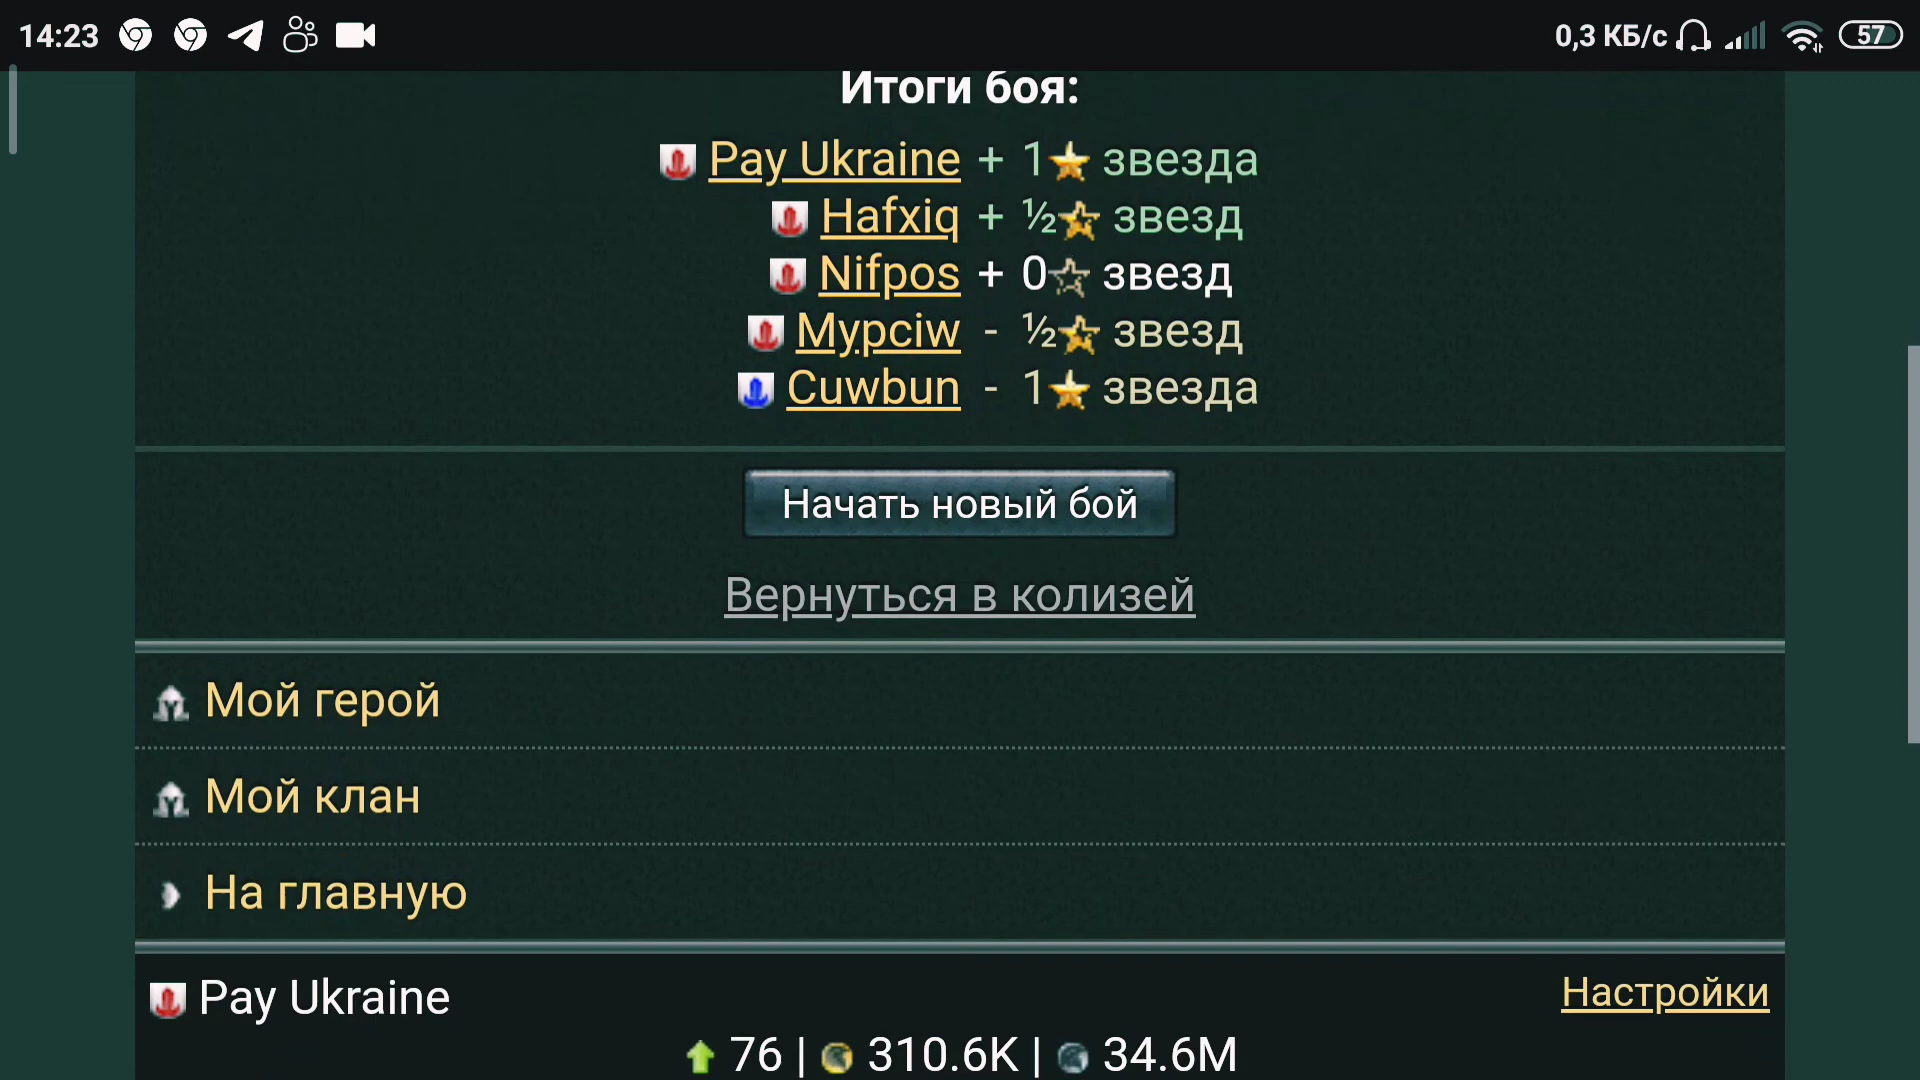 14:23 0,3 КБ/с 57
Итоги боя:
Pay Ukraine + 1 звезда
Hafxiq + ½ звезд
Nifpos + 0 звезд
Mypciw - ½ звезд
Cuwbun - 1 звезда
Начать новый бой
Вернуться в колизей
Мой герой
Мой клан
На главную
Pay Ukraine Настройки
76 | 310.6K | 34.6M